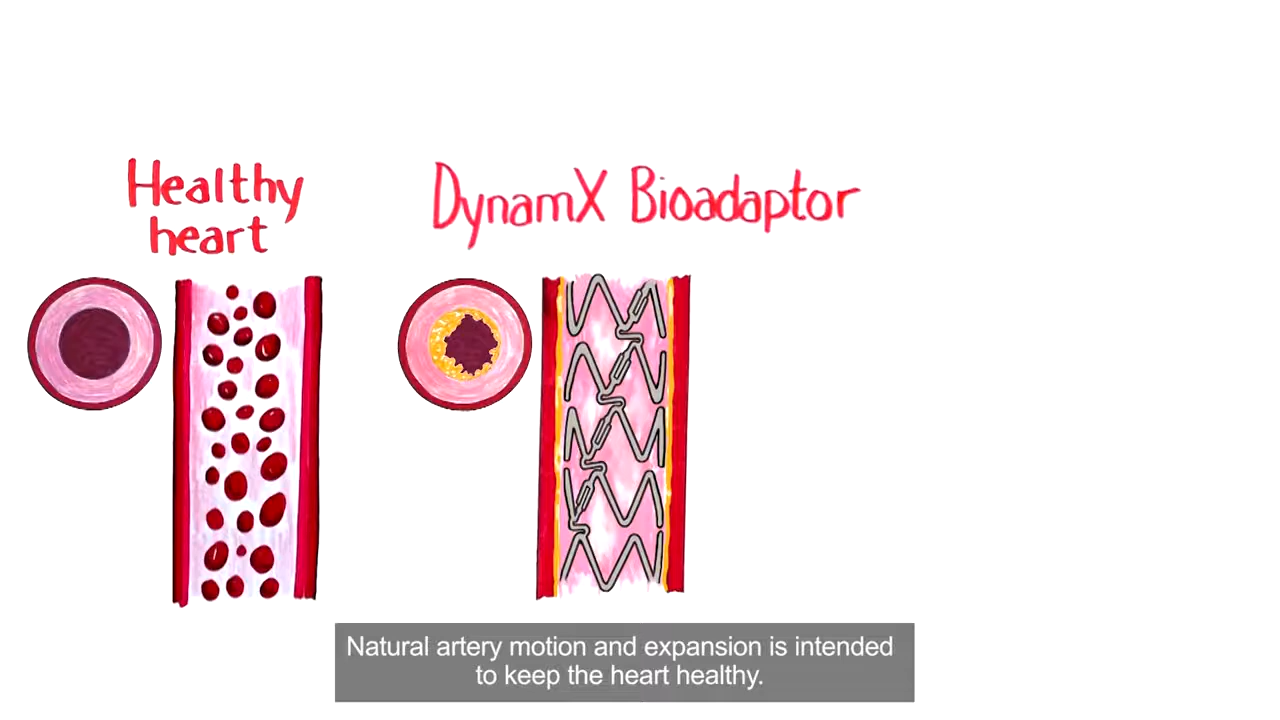 Healthy
heart
DynamX Bioadaptor
Natural artery motion and expansion is intended
to keep the heart healthy.